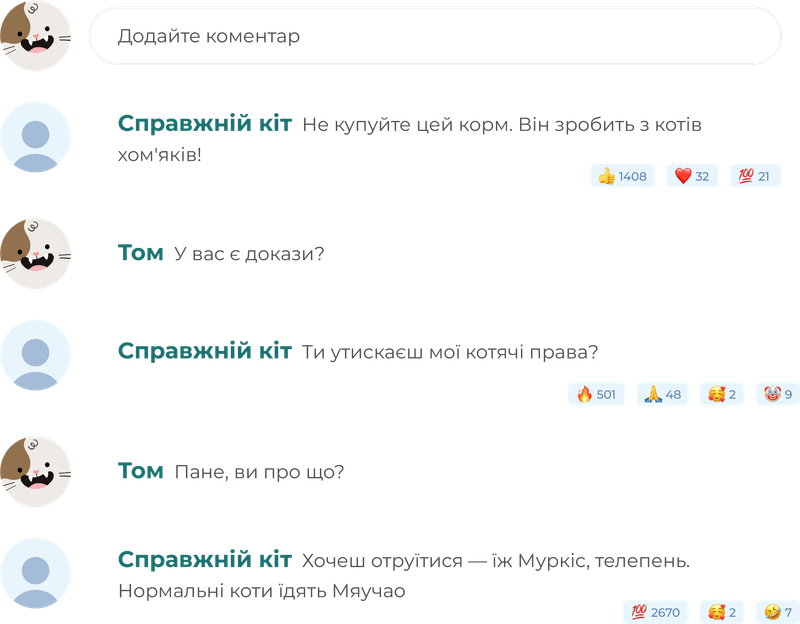 Додайте коментар
Справжній кіт Не купуйте цей корм. Він зробить з котів
хом'яків!
👍 1408 ❤️ 32 💯 21
Том У вас є докази?
Справжній кіт Ти утискаєш мої котячі права?
🔥 501 🙏 48 🥰 2 🤡 9
Том Пане, ви про що?
Справжній кіт Хочеш отруїтися — їж Муркіс, телепень.
Нормальні коти їдять Мяучао
💯 2670 🥰 2 🤣 7